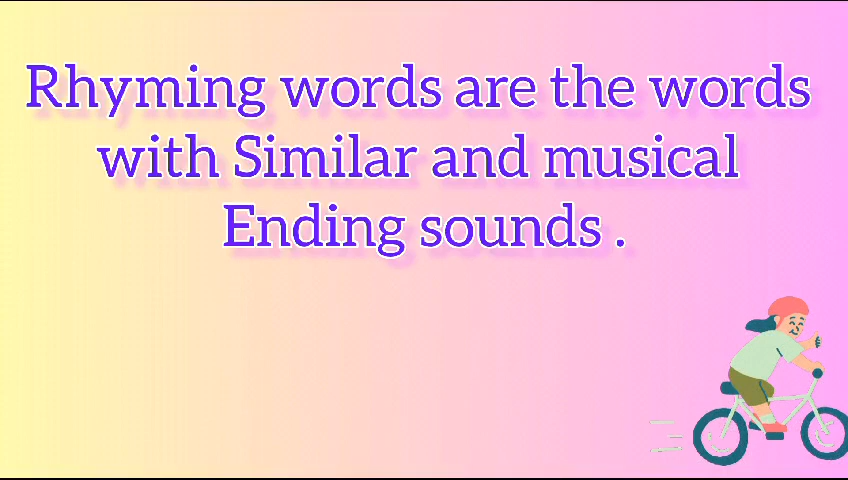 Rhyming words are the words
with Similar and musical
Ending sounds .